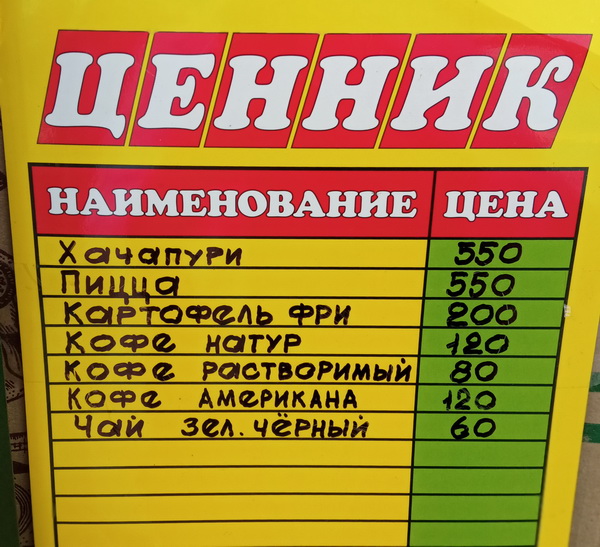 ЦЕННИК
НАИМЕНОВАНИЕ ЦЕНА
Хачапури 550
Пицца 550
Картофель фри 200
Кофе натур 120
Кофе растворимый 80
Кофе Американа 120
Чай зел. чёрный 60